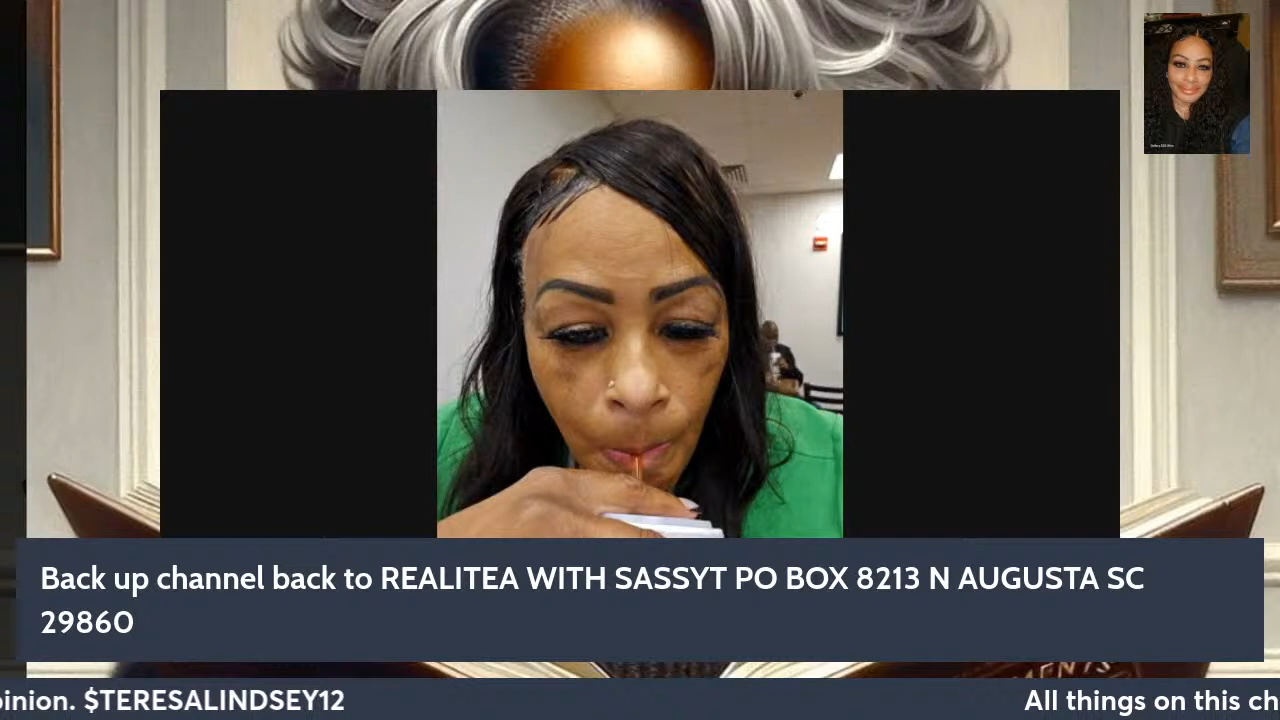 Back up channel back to REALITEA WITH SASSYT PO BOX 8213 N AUGUSTA SC
29860
pinion. $TERESALINDSEY12
All things on this ch